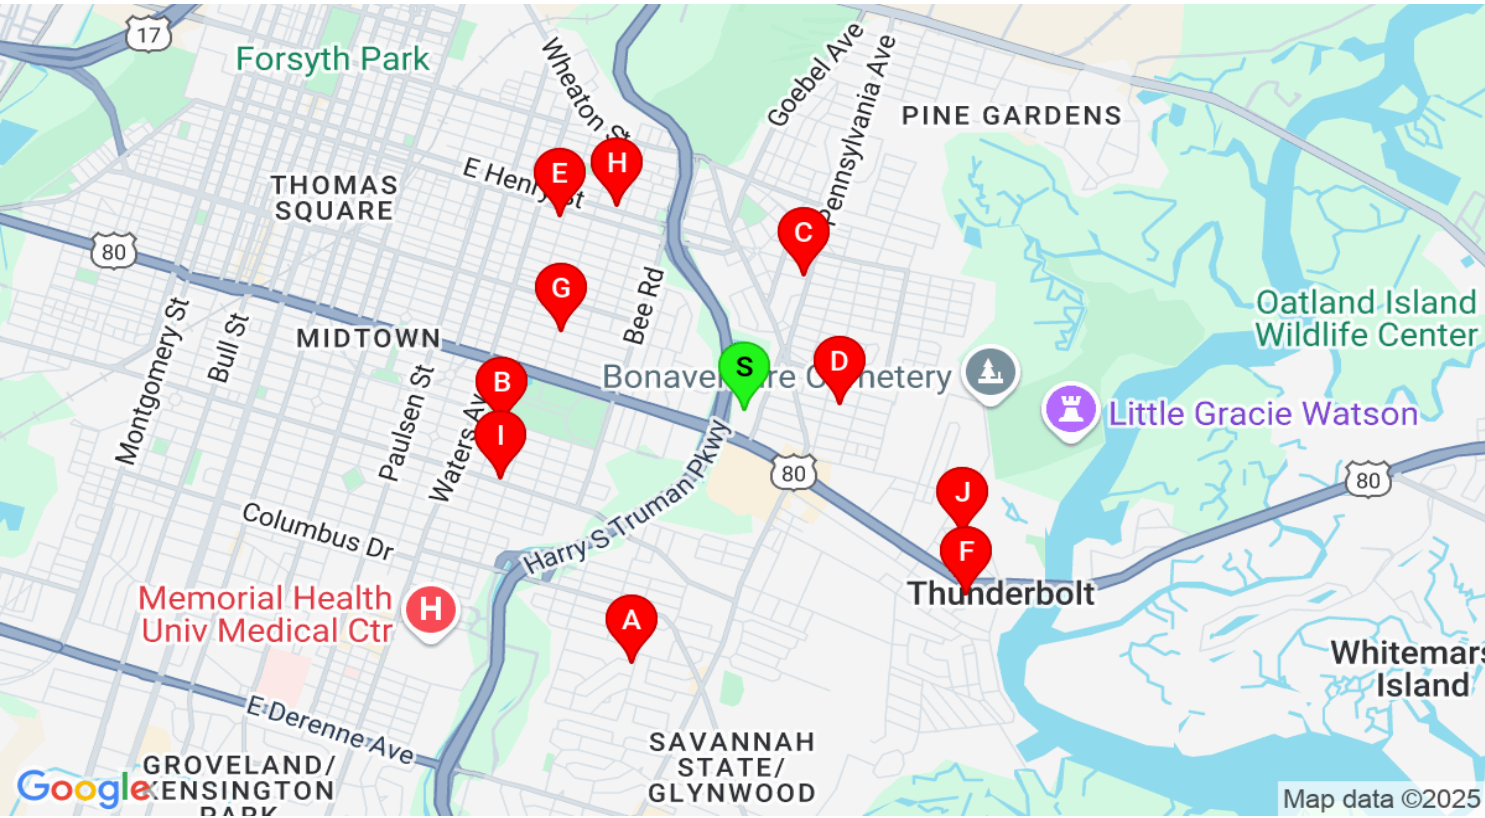 17
Forsyth Park
Wheaton St
Goebel Ave
Pennsylvania Ave
PINE GARDENS
E
H
E Henry St
THOMAS
SQUARE
C
80
G
Bee Rd
Oatland Island
Wildlife Center
Montgomery St
Bull St
MIDTOWN
S
D
Bonaventure Cemetery
B
Paulsen St
Waters Ave
I
Little Gracie Watson
80
80
J
Columbus Dr
Harry S Truman Pkwy
F
Thunderbolt
Memorial Health
Univ Medical Ctr
H
A
Whitemars
Island
E Derenne Ave
SAVANNAH
STATE/
GLYNWOOD
GROVELAND/
KENSINGTON
PARK
Google
Map data ©2025